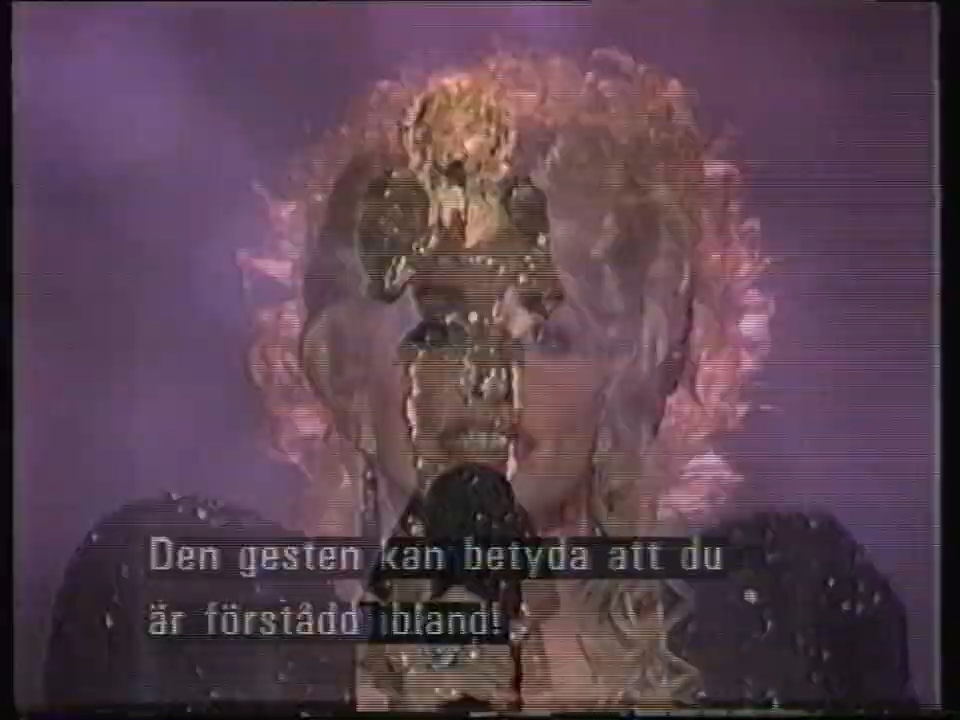 Den gesten kan betyda att du
är förstådd ibland!